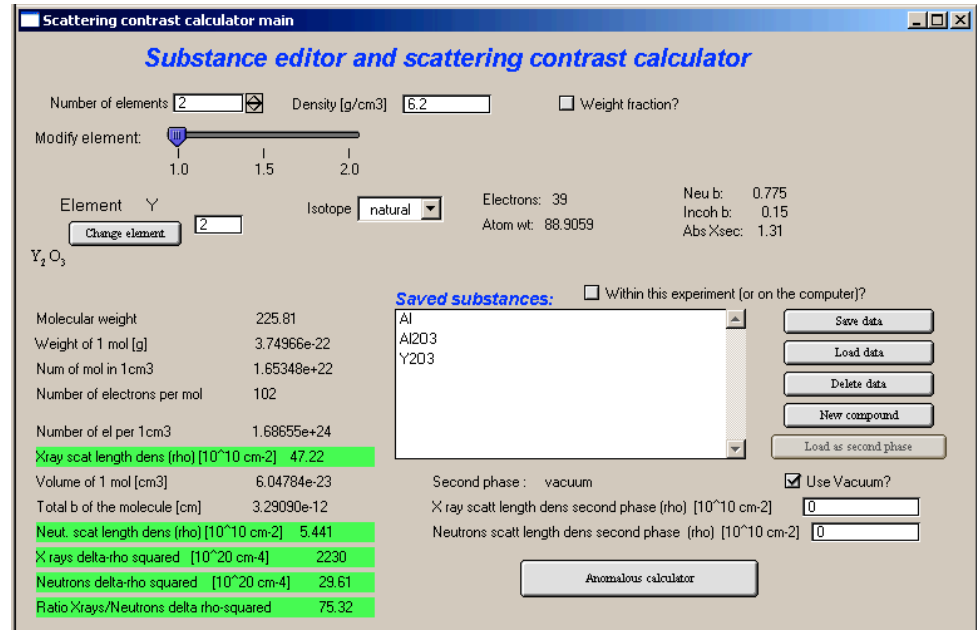 Scattering contrast calculator main
Substance editor and scattering contrast calculator
Number of elements 2 Density [g/cm3] 6.2 Weight fraction?
Modify element:
1.0 1.5 2.0
Element Y Isotope natural Electrons: 39 Neu b: 0.775
Change element 2 Atom wt: 88.9059 Incoh b: 0.15
Abs Xsec: 1.31
Y₂O₃
Saved substances: Within this experiment (or on the computer)?
Al
Al2O3
Y2O3
Save data
Load data
Delete data
New compound
Load as second phase
Molecular weight 225.81
Weight of 1 mol [g] 3.74966e-22
Num of mol in 1cm3 1.65348e+22
Number of electrons per mol 102
Number of el per 1cm3 1.68655e+24
Xray scat length dens (rho) [10^10 cm-2] 47.22
Volume of 1 mol [cm3] 6.04784e-23
Total b of the molecule [cm] 3.29090e-12
Neut. scat length dens (rho) [10^10 cm-2] 5.441
X rays delta-rho squared [10^20 cm-4] 2230
Neutrons delta-rho squared [10^20 cm-4] 29.61
Ratio Xrays/Neutrons delta rho-squared 75.32
Second phase : vacuum Use Vacuum?
X ray scatt length dens second phase (rho) [10^10 cm-2] 0
Neutrons scatt length dens second phase (rho) [10^10 cm-2] 0
Anomalous calculator